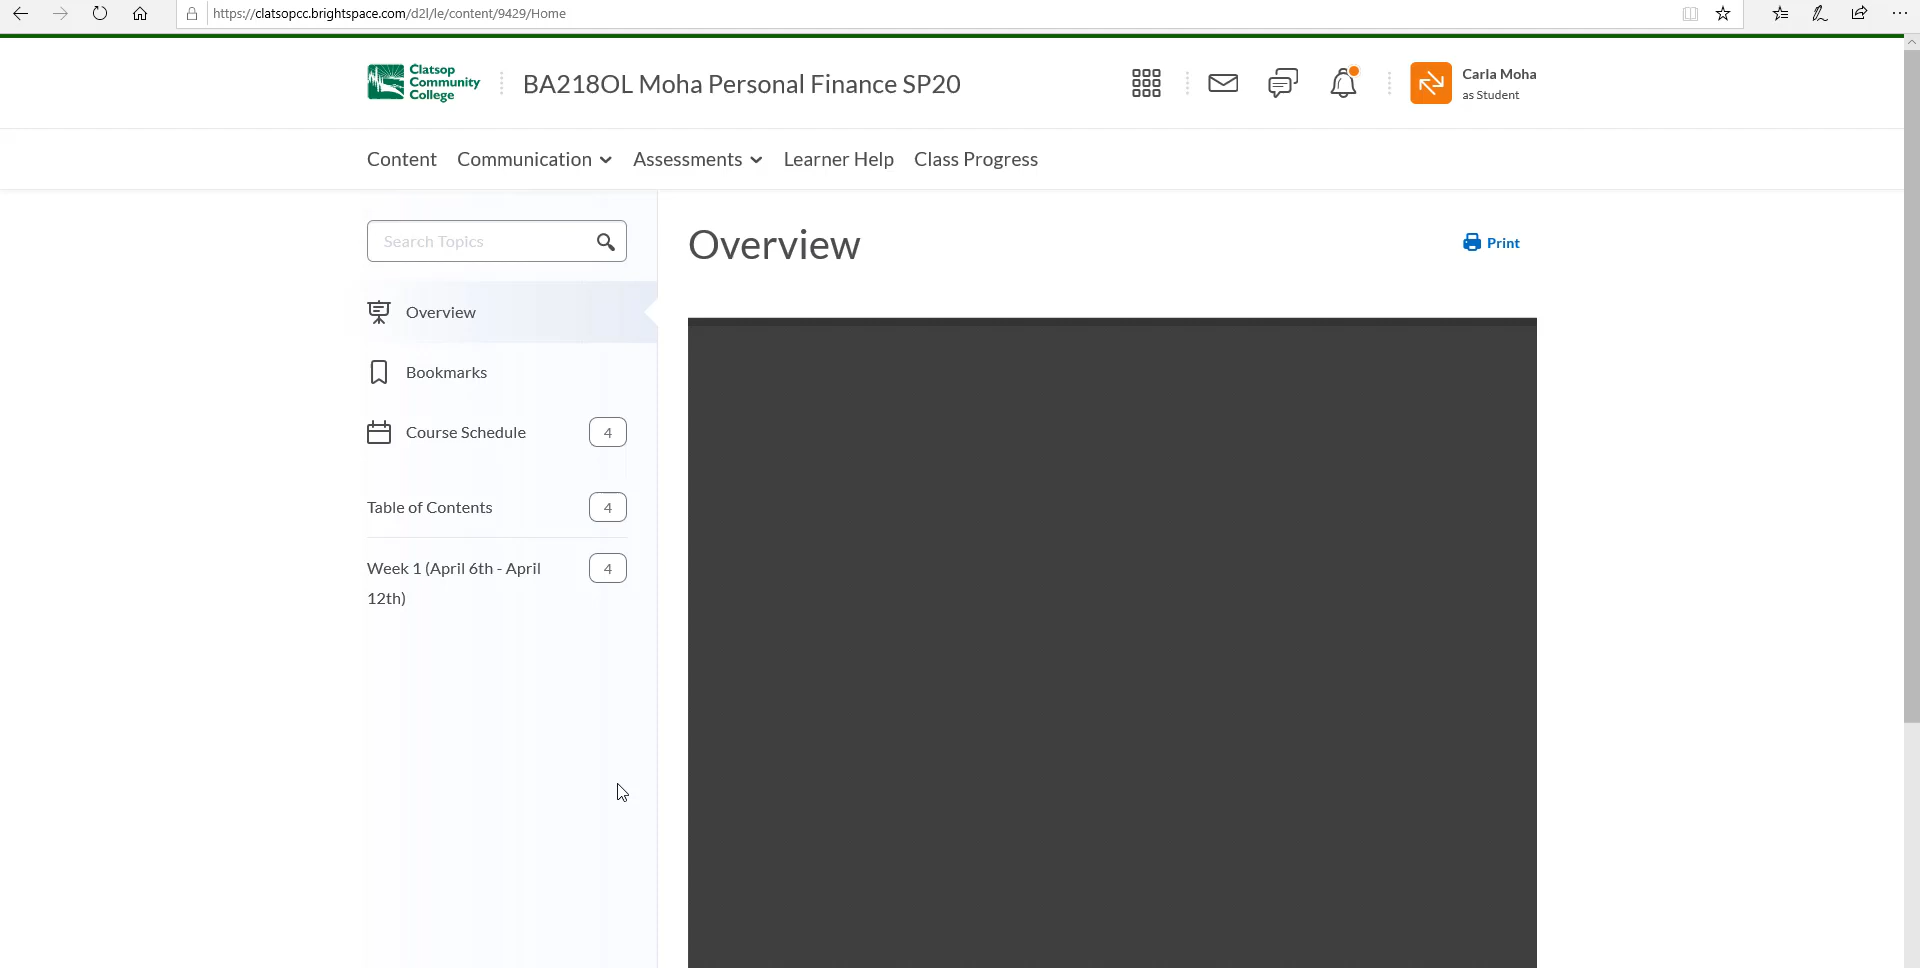 https://clatsopcc.brightspace.com/d2l/le/content/9429/Home
Clatsop
Community
College
BA218OL Moha Personal Finance SP20
Carla Moha
as Student
Content Communication Assessments Learner Help Class Progress
Search Topics
Overview
Print
Overview
Bookmarks
Course Schedule 4
Table of Contents 4
Week 1 (April 6th - April 4
12th)